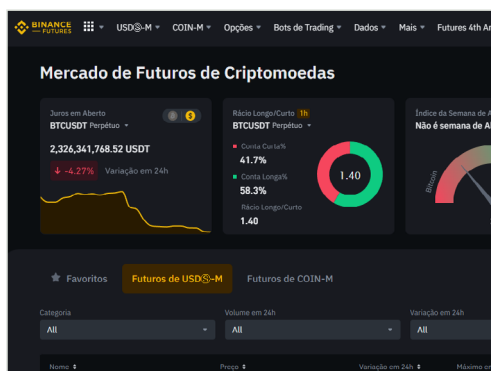 BINANCE FUTURES USDⓈ-M COIN-M Opções Bots de Trading Dados Mais Futures 4th An
Mercado de Futuros de Criptomoedas
Juros em Aberto
BTCUSDT Perpétuo
2,326,341,768.52 USDT
↓ -4.27% Variação em 24h
Rácio Longo/Curto 1h
BTCUSDT Perpétuo
Conta Curta%
41.7%
Conta Longa%
58.3%
Rácio Longo/Curto
1.40
1.40
Índice da Semana de A
Não é semana de Al
Bitcoin
Favoritos Futuros de USDⓈ-M Futuros de COIN-M
Categoria Volume em 24h Variação em 24h
All All All
Nome Preço Variação em 24h Máximo em